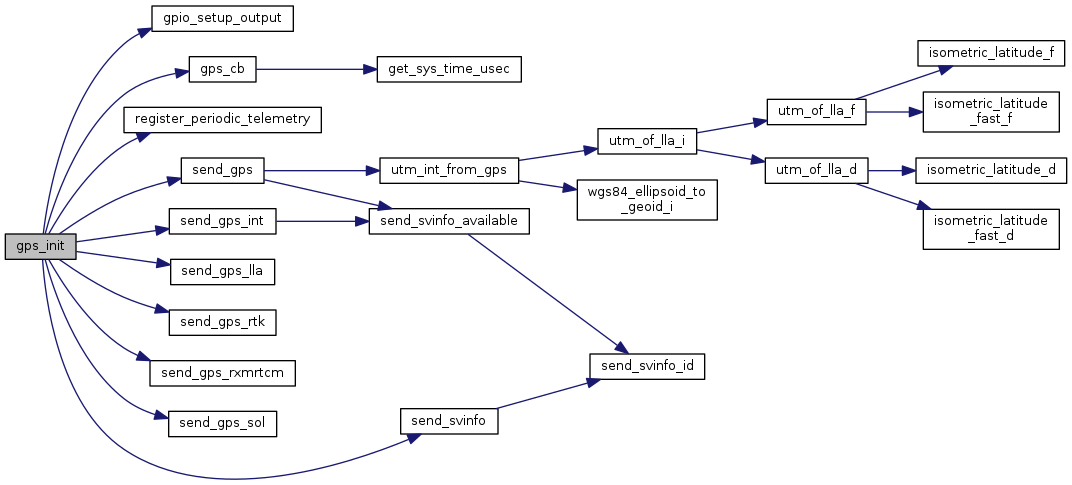 gps_init
gpio_setup_output
gps_cb
register_periodic_telemetry
send_gps
send_gps_int
send_gps_lla
send_gps_rtk
send_gps_rxmrtcm
send_gps_sol
get_sys_time_usec
utm_int_from_gps
send_svinfo_available
send_svinfo
utm_of_lla_i
wgs84_ellipsoid_to
_geoid_i
send_svinfo_id
utm_of_lla_f
utm_of_lla_d
isometric_latitude_f
isometric_latitude
_fast_f
isometric_latitude_d
isometric_latitude
_fast_d